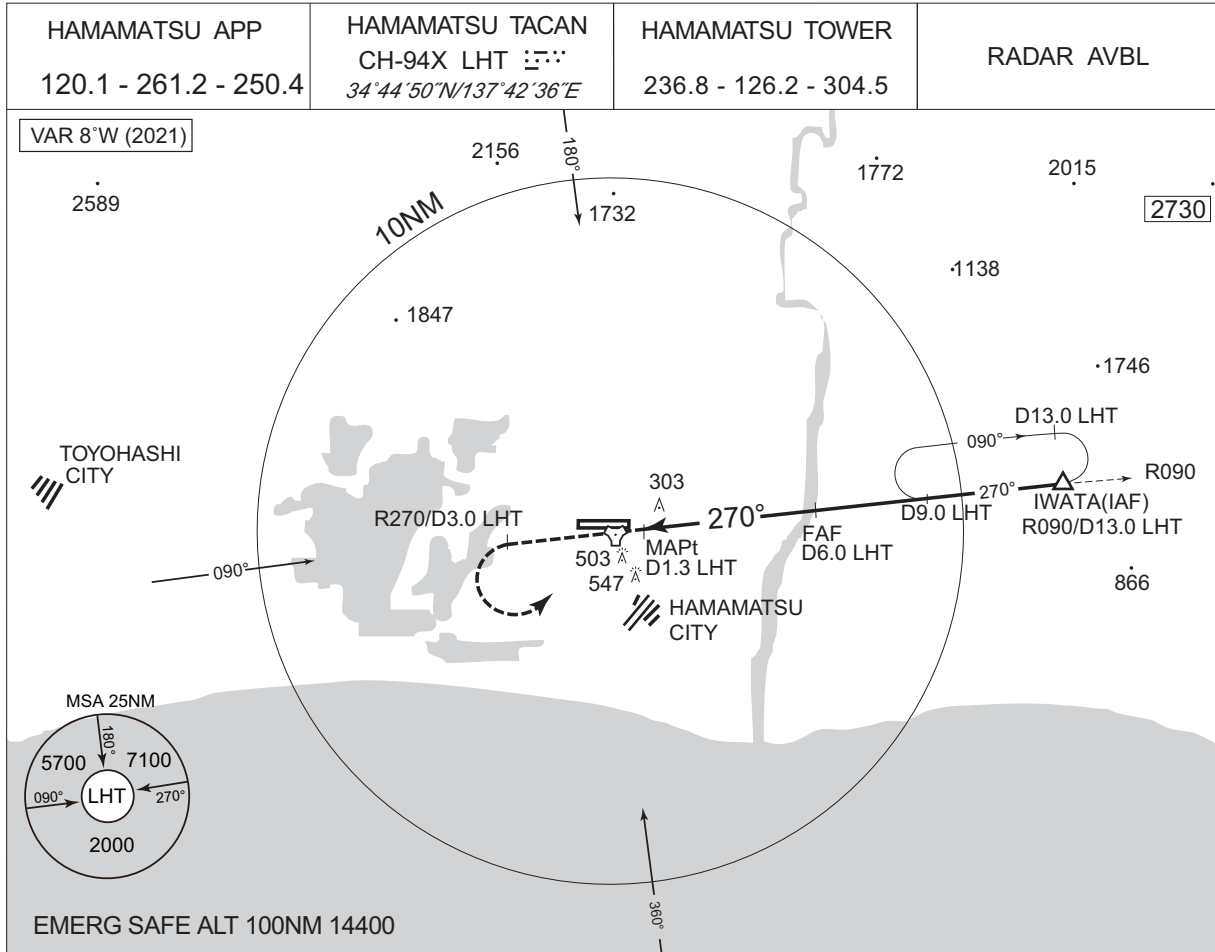 HAMAMATSU APP
120.1 - 261.2 - 250.4
HAMAMATSU TACAN
CH-94X LHT
34°44′50″N/137°42′36″E
HAMAMATSU TOWER
236.8 - 126.2 - 304.5
RADAR AVBL
VAR 8°W (2021)
2589
2156
180°
1732
1772
2015
2730
10NM
1138
1847
1746
TOYOHASHI
CITY
D13.0 LHT
090°
R090
303
270°
270°
IWATA(IAF)
R090/D13.0 LHT
D9.0 LHT
R270/D3.0 LHT
FAF
D6.0 LHT
MAPt
D1.3 LHT
503
547
090°
866
HAMAMATSU
CITY
MSA 25NM
180°
5700
7100
090°
LHT
270°
2000
360°
EMERG SAFE ALT 100NM 14400